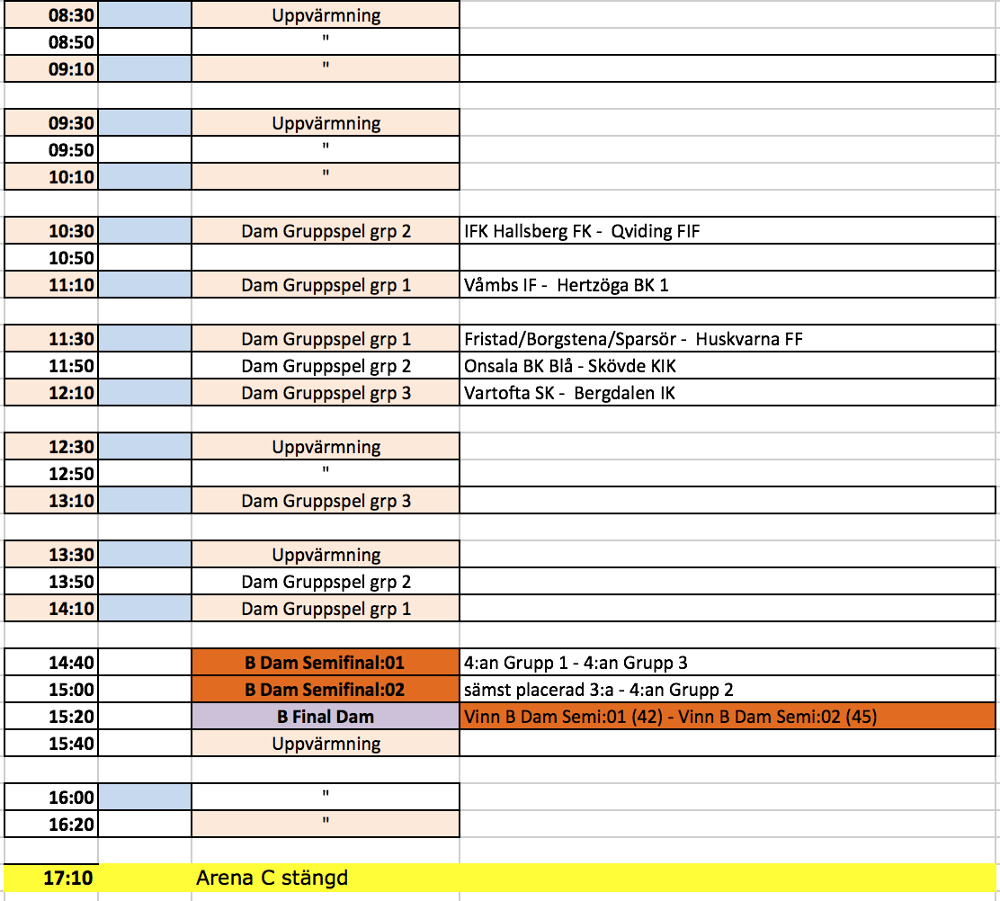 08:30 Uppvärmning
08:50 "
09:10 "
09:30 Uppvärmning
09:50 "
10:10 "
10:30 Dam Gruppspel grp 2 IFK Hallsberg FK - Qviding FIF
10:50
11:10 Dam Gruppspel grp 1 Våmbs IF - Hertzöga BK 1
11:30 Dam Gruppspel grp 1 Fristad/Borgstena/Sparsör - Huskvarna FF
11:50 Dam Gruppspel grp 2 Onsala BK Blå - Skövde KIK
12:10 Dam Gruppspel grp 3 Vartofta SK - Bergdalen IK
12:30 Uppvärmning
12:50 "
13:10 Dam Gruppspel grp 3
13:30 Uppvärmning
13:50 Dam Gruppspel grp 2
14:10 Dam Gruppspel grp 1
14:40 B Dam Semifinal:01 4:an Grupp 1 - 4:an Grupp 3
15:00 B Dam Semifinal:02 sämst placerad 3:a - 4:an Grupp 2
15:20 B Final Dam Vinn B Dam Semi:01 (42) - Vinn B Dam Semi:02 (45)
15:40 Uppvärmning
16:00 "
16:20 "
17:10 Arena C stängd